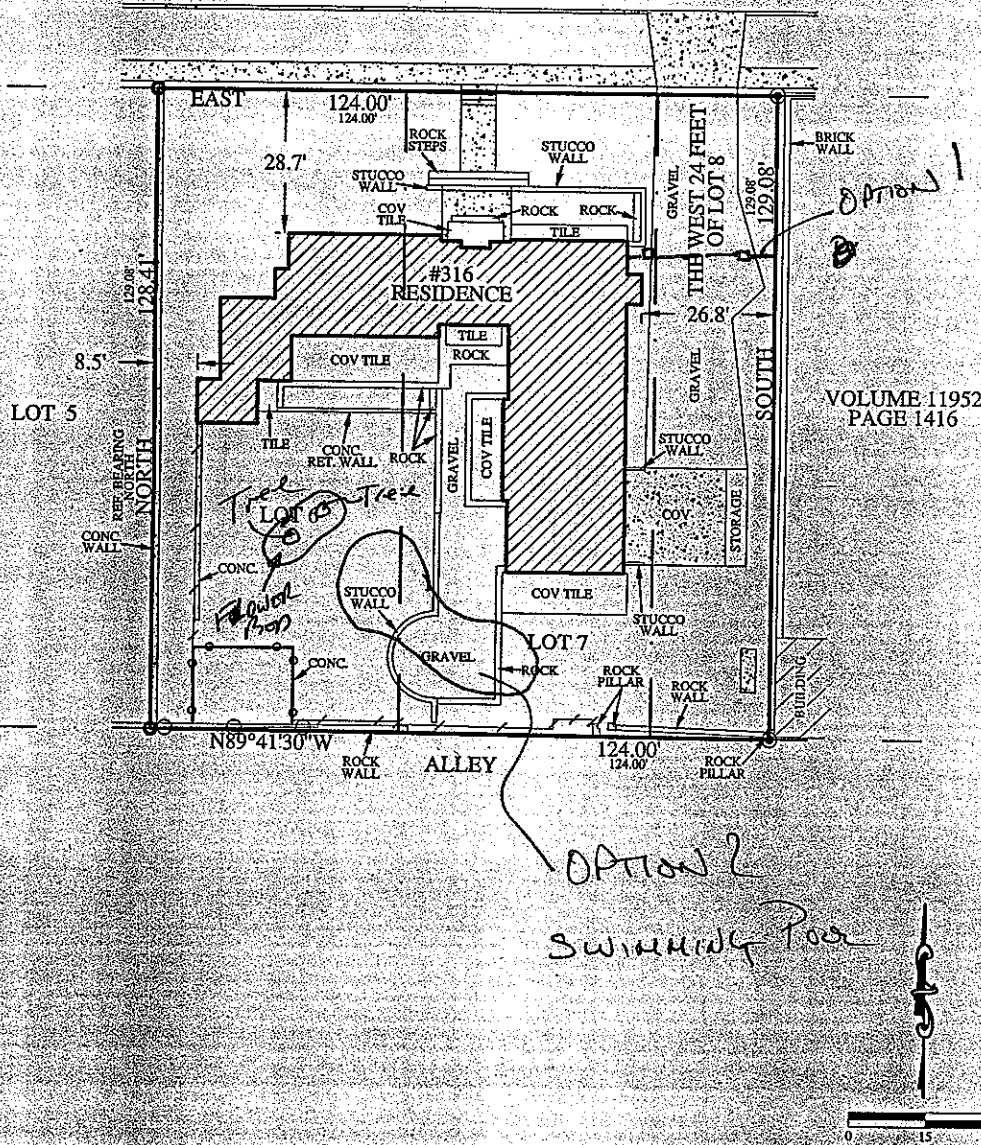 EAST
124.00'
124.00'
28.7'
ROCK
STEPS
STUCCO
WALL
STUCCO
WALL
COV
TILE
ROCK
ROCK
TILE
GRAVEL
THE WEST 24 FEET
OF LOT 8
129.08'
129.08'
BRICK
WALL
OPTION 1
#316
RESIDENCE
129.08'
128.41'
26.8'
8.5'
LOT 5
COV TILE
TILE
ROCK
GRAVEL
SOUTH
VOLUME 11952
PAGE 1416
TILE
CONC.
RET. WALL
ROCK
GRAVEL
COV TILE
STUCCO
WALL
REF. BEARING
NORTH
NORTH
CONC.
WALL
Tree
Tree
LOT 6
COV
STORAGE
CONC.
STUCCO
WALL
COV TILE
STUCCO
WALL
LOT 7
GRAVEL
ROCK
CONC.
ROCK
PILLAR
ROCK
WALL
BUILDING
N89°41'30"W
ROCK
WALL
ALLEY
124.00'
124.00'
ROCK
PILLAR
OPTION 2
SWIMMING Pool
0
15